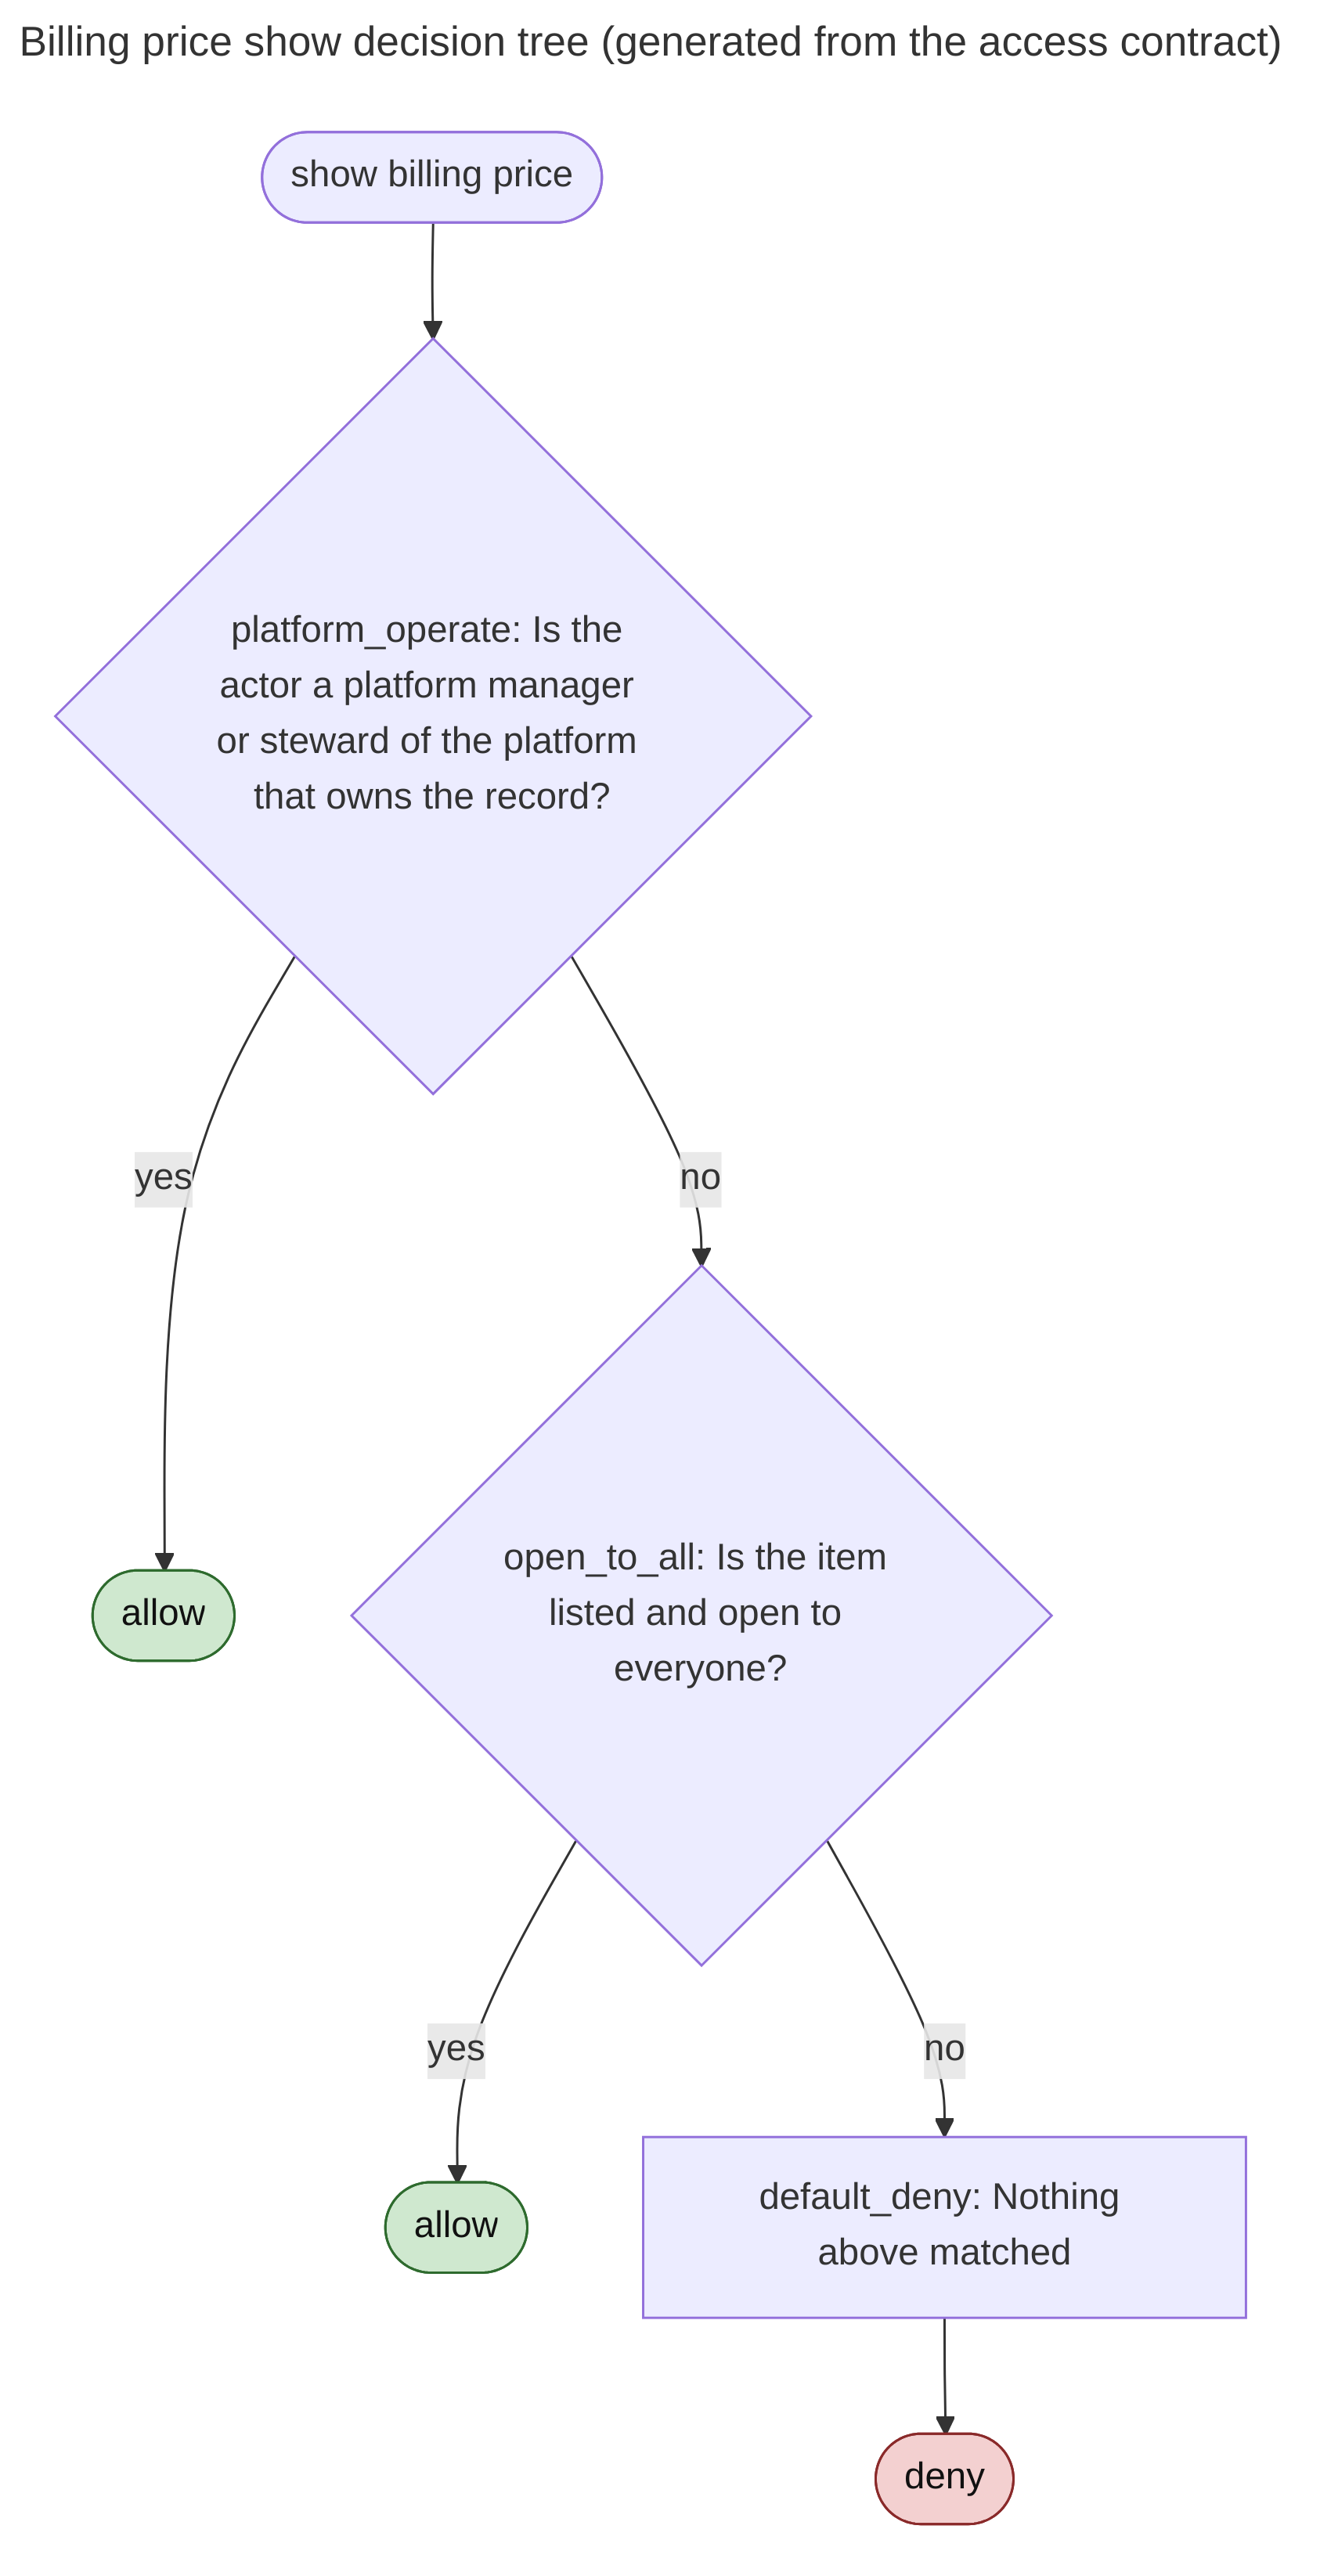 Billing price show decision tree (generated from the access contract)
show billing price
platform_operate: Is the
actor a platform manager
or steward of the platform
that owns the record?
yes
no
open_to_all: Is the item
listed and open to
everyone?
allow
yes
no
default_deny: Nothing
above matched
allow
deny